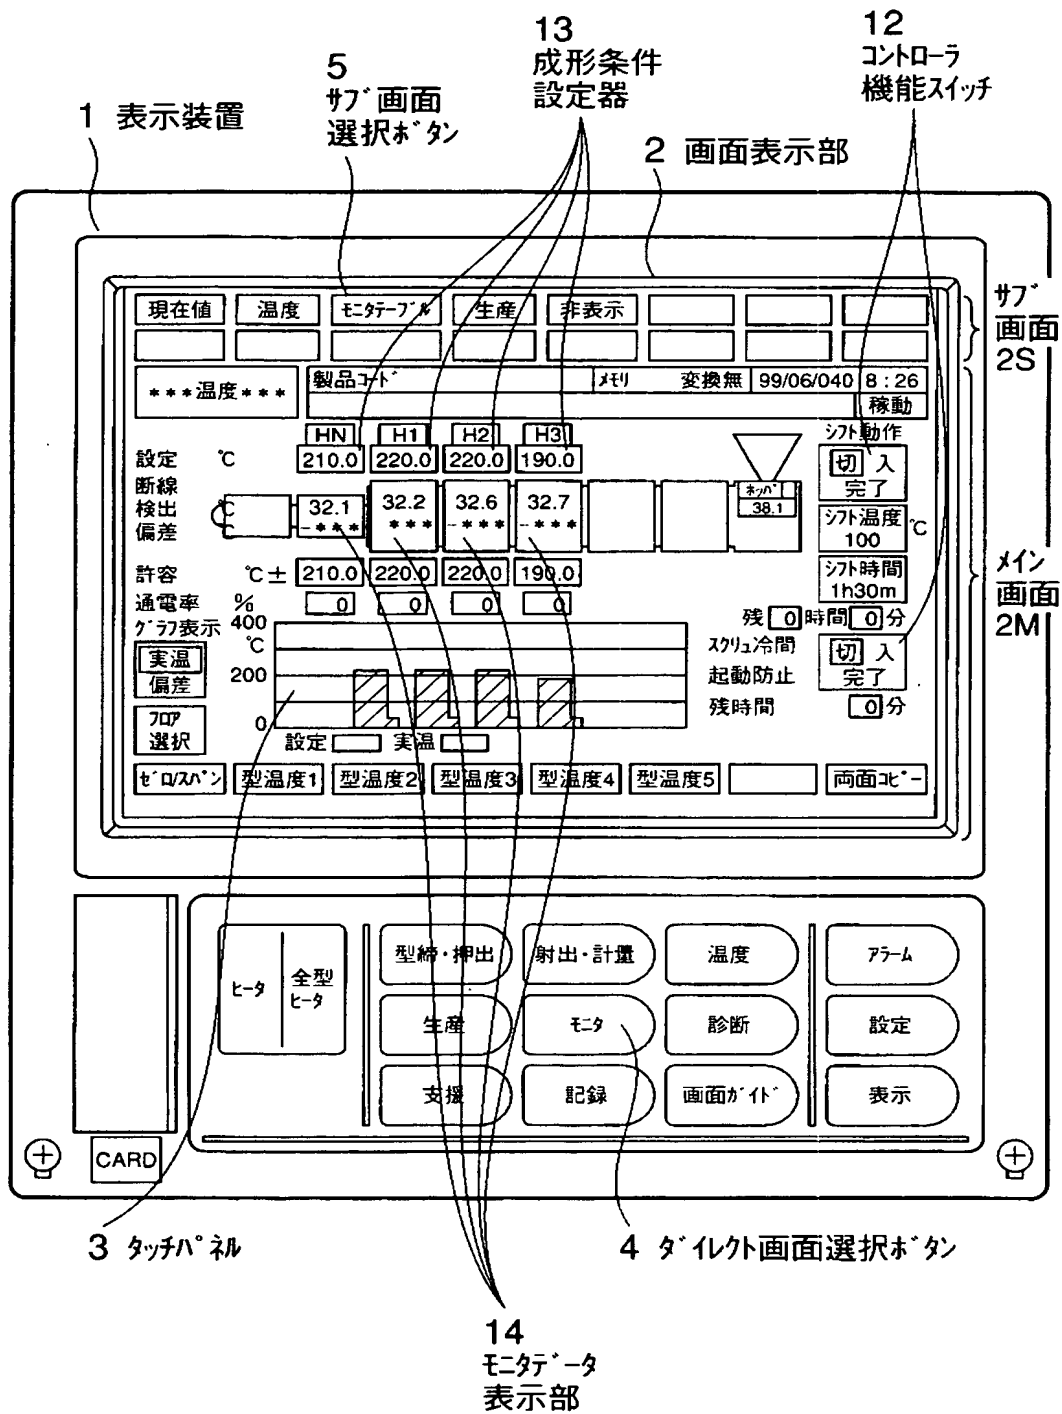 13
成形条件
設定器
12
コントローラ
機能スイッチ
5
サブ画面
選択ボタン
1 表示装置
2 画面表示部
現在値 温度 モニタテーブル 生産 非表示
サブ
画面
2S
***温度***
製品コード メモリ 変換無 99/06/040 8:26
稼動
HN H1 H2 H3
シフト動作
設定 ℃ 210.0 220.0 220.0 190.0
切 入
完了
断線
検出 ℃
偏差 ℃
32.1 32.2 32.6 32.7
-*** -*** -*** -***
ホッパ
38.1
シフト温度
100 ℃
許容 ℃± 210.0 220.0 220.0 190.0
シフト時間
1h30m
メイン
画面
2M
通電率 % 0 0 0 0
残 0 時間 0 分
グラフ表示
400
℃
200
0
実温
偏差
フロア
選択
スクリュ冷間
起動防止
切 入
完了
残時間 0 分
設定 実温
ゼロ/スパン 型温度1 型温度2 型温度3 型温度4 型温度5 両面コピー
ヒータ
全型
ヒータ
型締・押出 射出・計量 温度 アラーム
生産 モニタ 診断 設定
支援 記録 画面ガイド 表示
CARD
3 タッチパネル
4 ダイレクト画面選択ボタン
14
モニタデータ
表示部